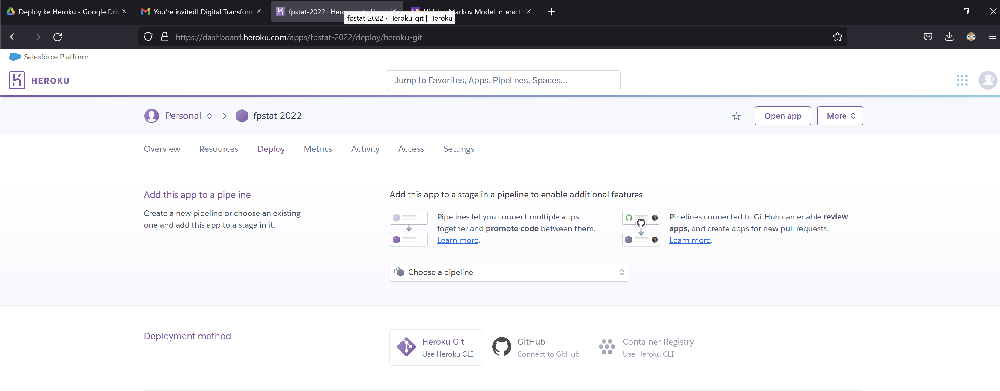 Deploy ke Heroku - Google Driv
You're invited! Digital Transform
fpstat-2022 · Heroku-git | Hero
Markov Model Interactiv
fpstat-2022 · Heroku-git | Heroku
https://dashboard.heroku.com/apps/fpstat-2022/deploy/heroku-git
Salesforce Platform
HEROKU
Jump to Favorites, Apps, Pipelines, Spaces...
Personal
fpstat-2022
Open app
More
Overview
Resources
Deploy
Metrics
Activity
Access
Settings
Add this app to a pipeline
Create a new pipeline or choose an existing
one and add this app to a stage in it.
Add this app to a stage in a pipeline to enable additional features
Pipelines let you connect multiple apps
together and promote code between them.
Learn more.
Pipelines connected to GitHub can enable review
apps, and create apps for new pull requests.
Learn more.
Choose a pipeline
Deployment method
Heroku Git
Use Heroku CLI
GitHub
Connect to GitHub
Container Registry
Use Heroku CLI